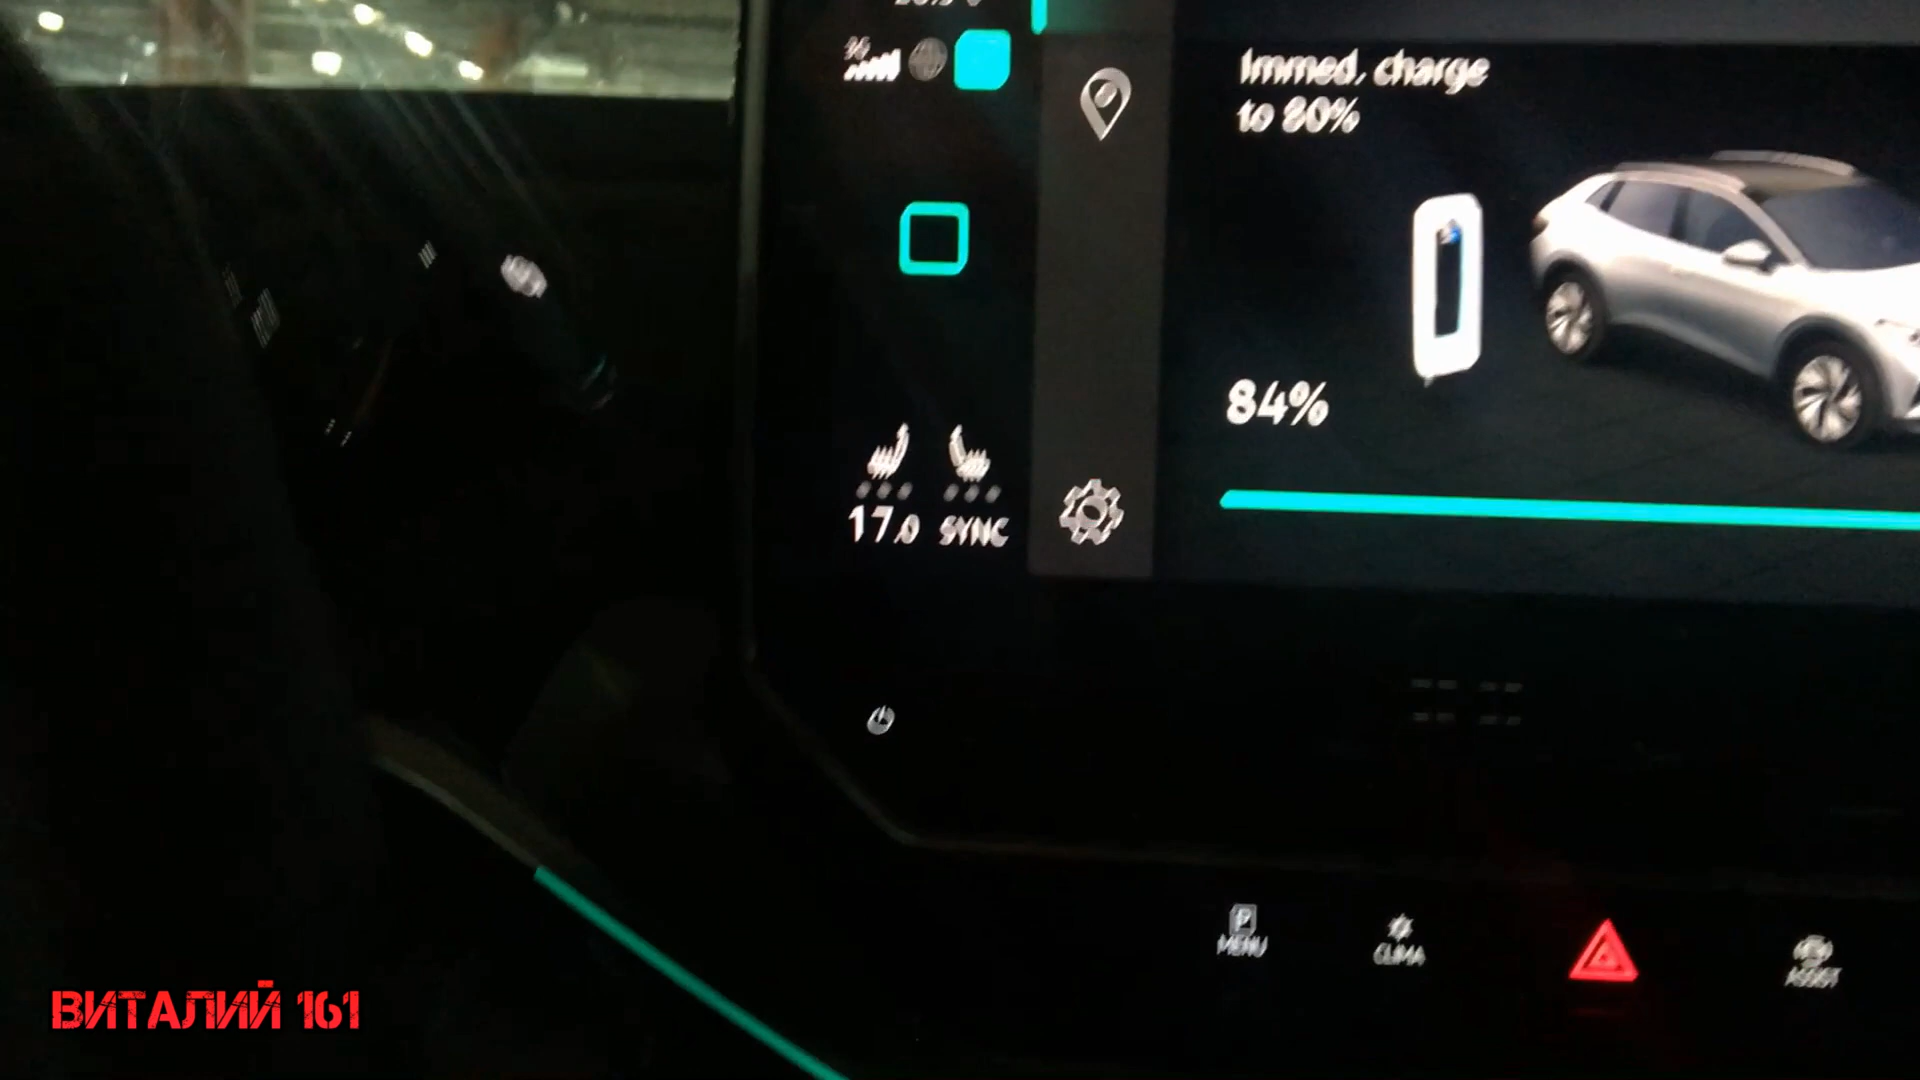 Immed. charge
to 80%
84%
17.0 SYNC
MENU
CLIMA
ASSIST
ВИТАЛИЙ 161